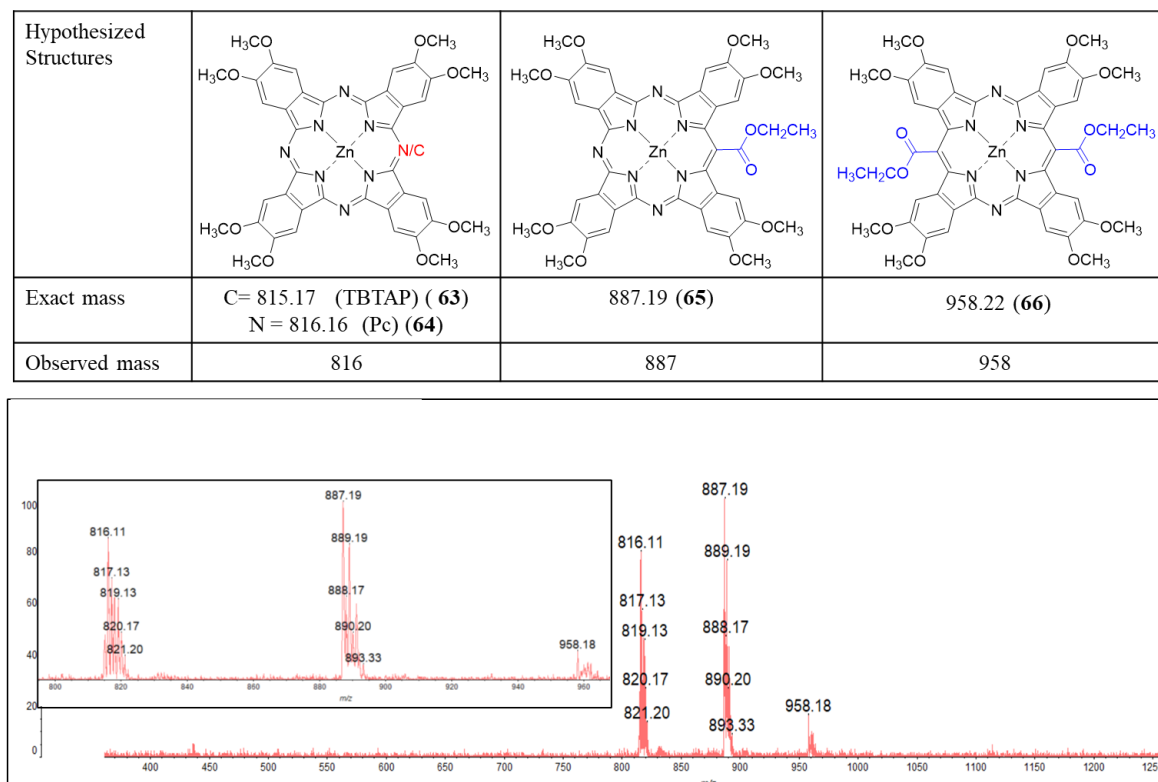 Hypothesized
Structures
H₃CO OCH₃
H₃CO OCH₃
N
N N
N Zn N/C
N N
N
H₃CO OCH₃
H₃CO OCH₃
H₃CO OCH₃
H₃CO OCH₃
N
N N OCH₂CH₃
N Zn
N N O
N
H₃CO OCH₃
H₃CO OCH₃
H₃CO OCH₃
H₃CO OCH₃
N
O N N OCH₂CH₃
Zn
CH₃CH₂CO N N O
N
H₃CO OCH₃
H₃CO OCH₃
Exact mass
C= 815.17 (TBTAP) ( 63)
N = 816.16 (Pc) (64)
887.19 (65)
958.22 (66)
Observed mass
816
887
958
100
80
60
40
20
0
887.19
816.11
889.19
817.13
819.13
888.17
820.17
890.20
821.20
893.33
958.18
800 820 840 860 880 900 920 940 960
m/z
887.19
816.11
889.19
817.13
819.13
888.17
820.17
890.20
821.20
893.33
958.18
400 450 500 550 600 650 700 750 800 850 900 950 1000 1050 1100 1150 1200